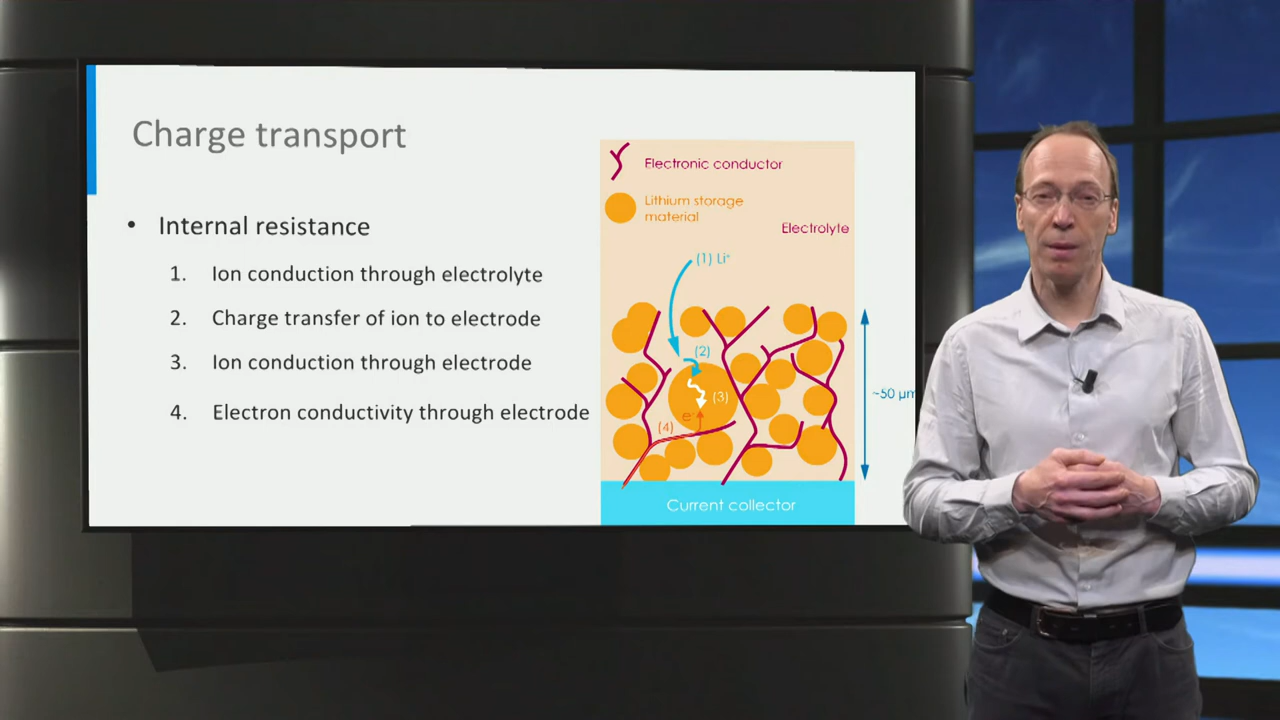 Charge transport
• Internal resistance
1. Ion conduction through electrolyte
2. Charge transfer of ion to electrode
3. Ion conduction through electrode
4. Electron conductivity through electrode
Electronic conductor
Lithium storage
material
Electrolyte
(1) Li⁺
(2)
(3)
e⁻
(4)
~50 µm
Current collector